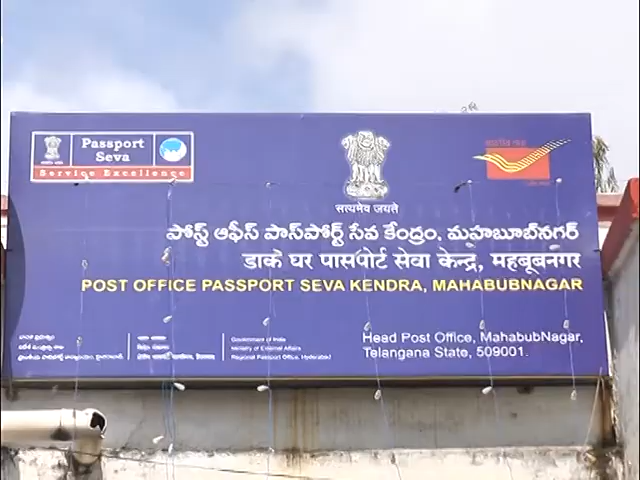 Passport
Seva
Service Excellence
सत्यमेव जयते
పోస్ట్ ఆఫీస్ పాస్‌పోర్ట్ సేవ కేంద్రం, మహబూబ్‌నగర్
डाक घर पासपोर्ट सेवा केन्द्र, महबूबनगर
POST OFFICE PASSPORT SEVA KENDRA, MAHABUBNAGAR
Government of India
Ministry of External Affairs
Regional Passport Office, Hyderabad
Head Post Office, MahabubNagar,
Telangana State, 509001.